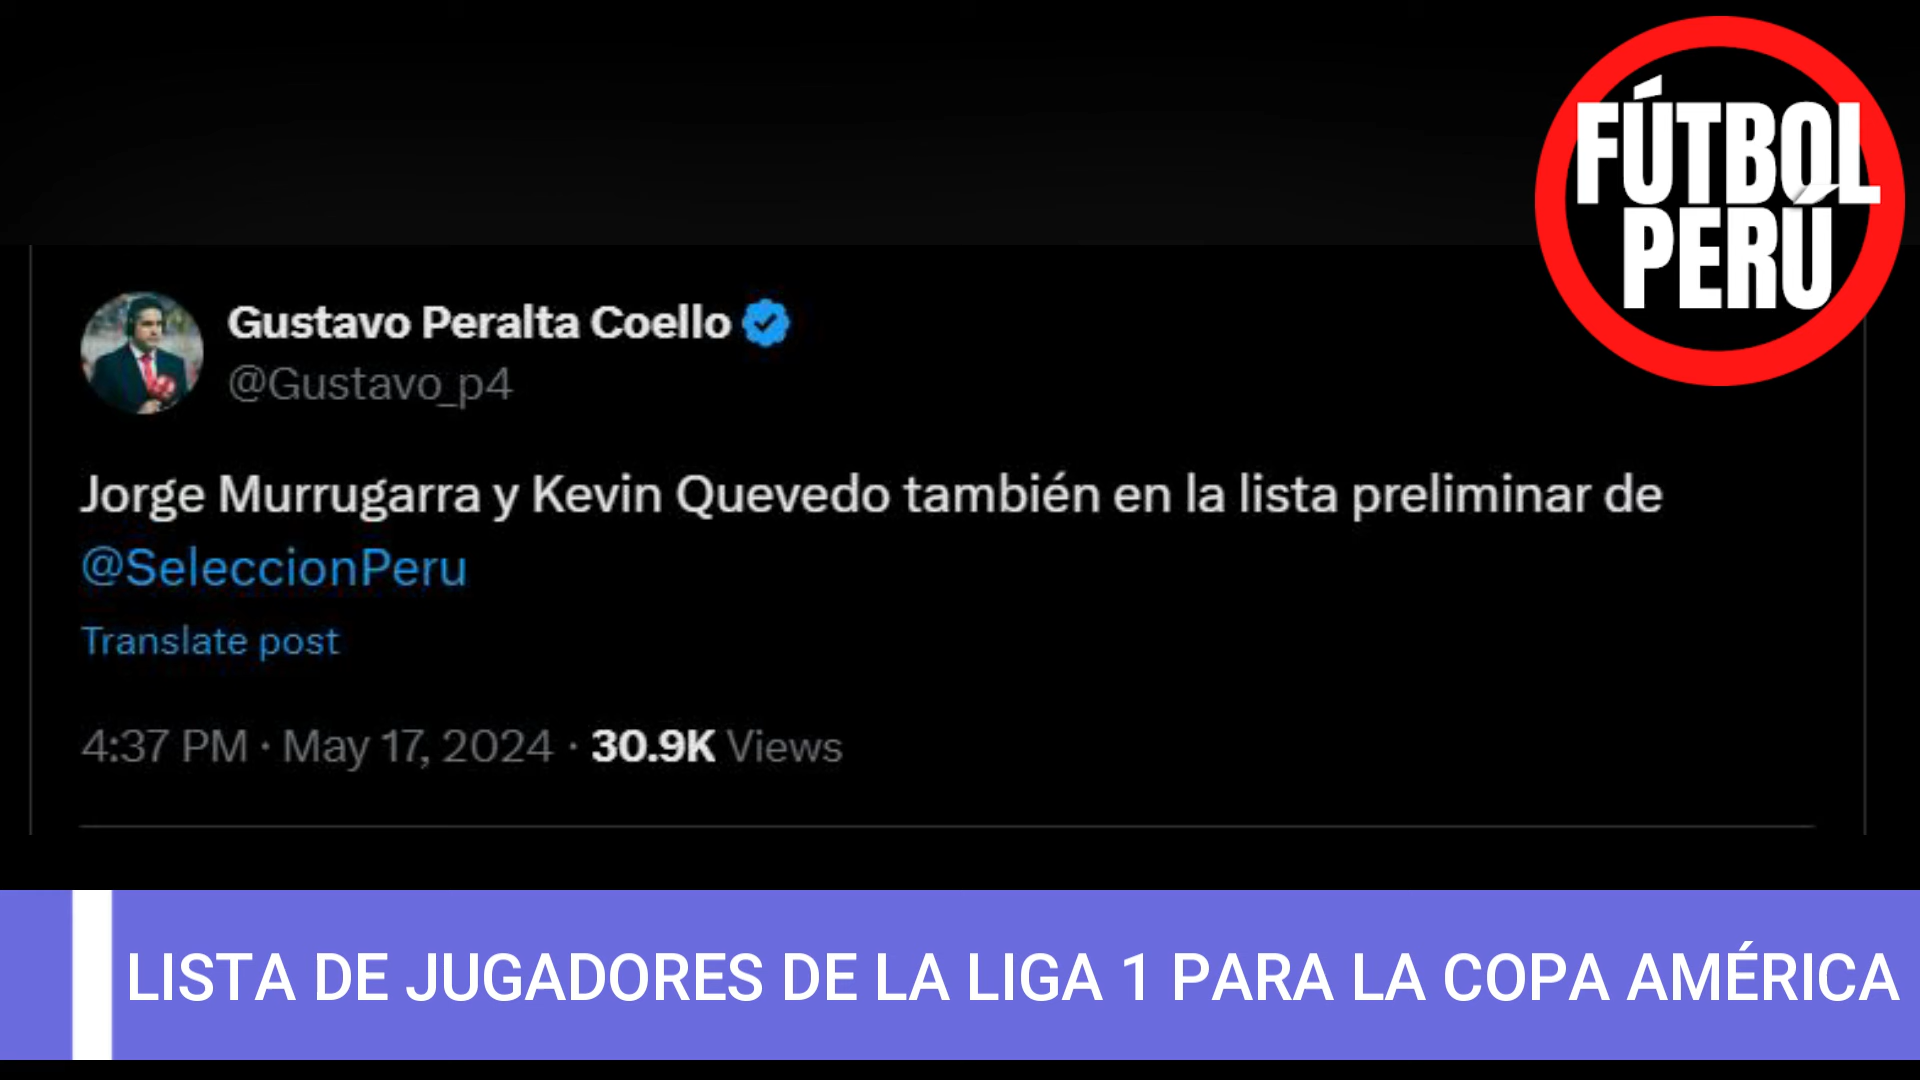 FÚTBOL
PERÚ
Gustavo Peralta Coello
@Gustavo_p4
Jorge Murrugarra y Kevin Quevedo también en la lista preliminar de
@SeleccionPeru
Translate post
4:37 PM · May 17, 2024 · 30.9K Views
LISTA DE JUGADORES DE LA LIGA 1 PARA LA COPA AMÉRICA